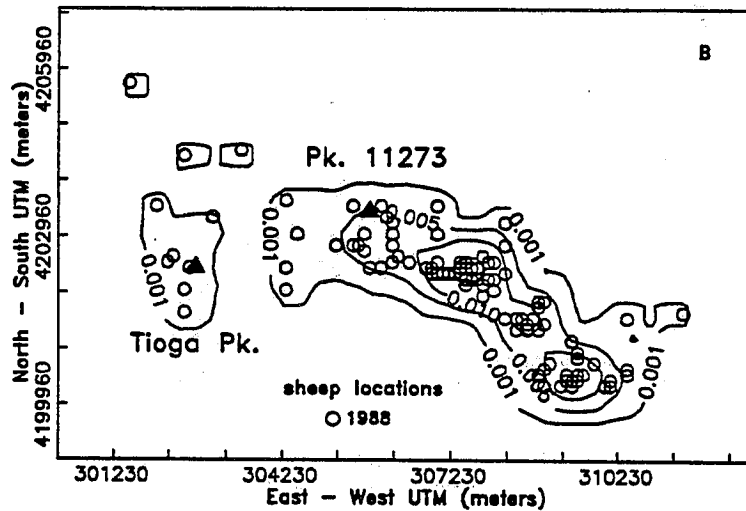 B
North – South UTM (meters)
4205960
4202960
4199960
Pk. 11273
0.001
0.005
0.001
0.001
Tioga Pk.
0.001
0.001
sheep locations
1988
301230
304230
307230
310230
East – West UTM (meters)